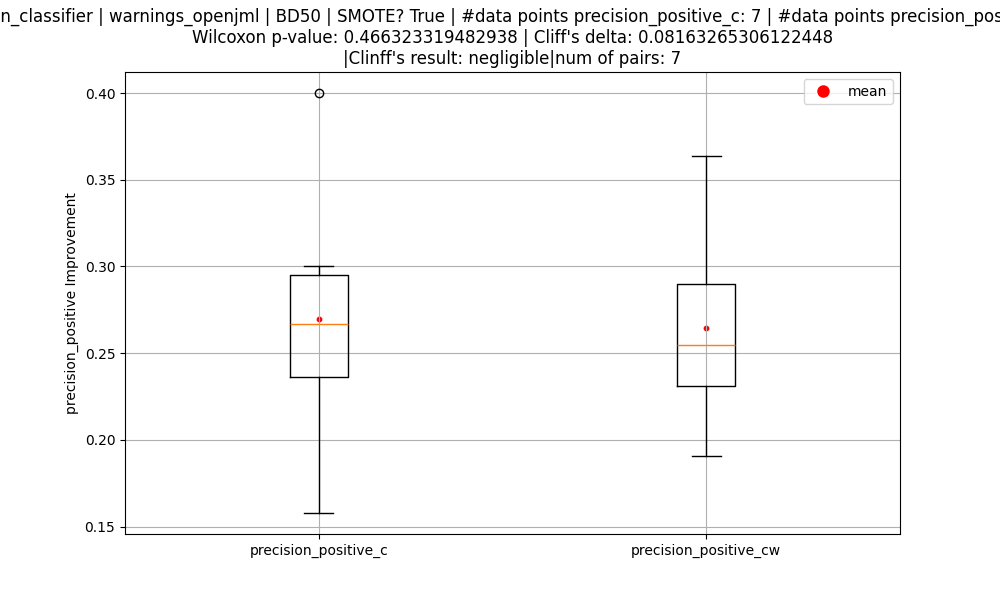 n_classifier | warnings_openjml | BD50 | SMOTE? True | #data points precision_positive_c: 7 | #data points precision_pos
Wilcoxon p-value: 0.466323319482938 | Cliff's delta: 0.08163265306122448
|Clinff's result: negligible|num of pairs: 7
mean
0.40
0.35
0.30
0.25
0.20
0.15
precision_positive Improvement
precision_positive_c
precision_positive_cw